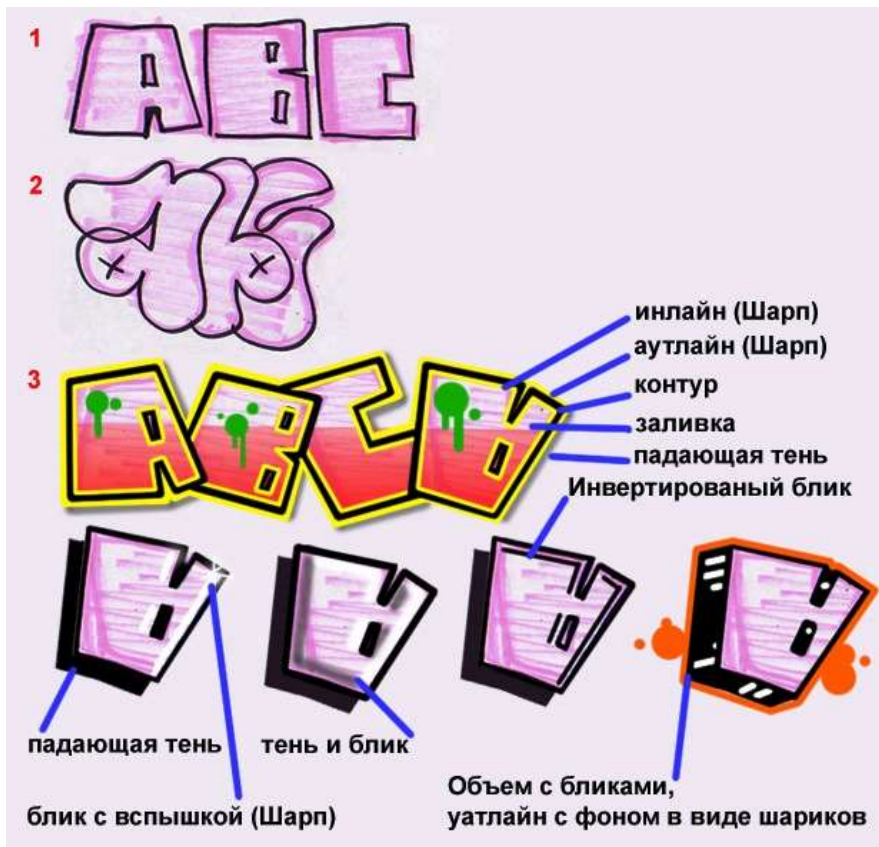 1
ABC
2
3
ABCD
инлайн (Шарп)
аутлайн (Шарп)
контур
заливка
падающая тень
Инвертированый блик
падающая тень
тень и блик
блик с вспышкой (Шарп)
Объем с бликами,
уатлайн с фоном в виде шариков